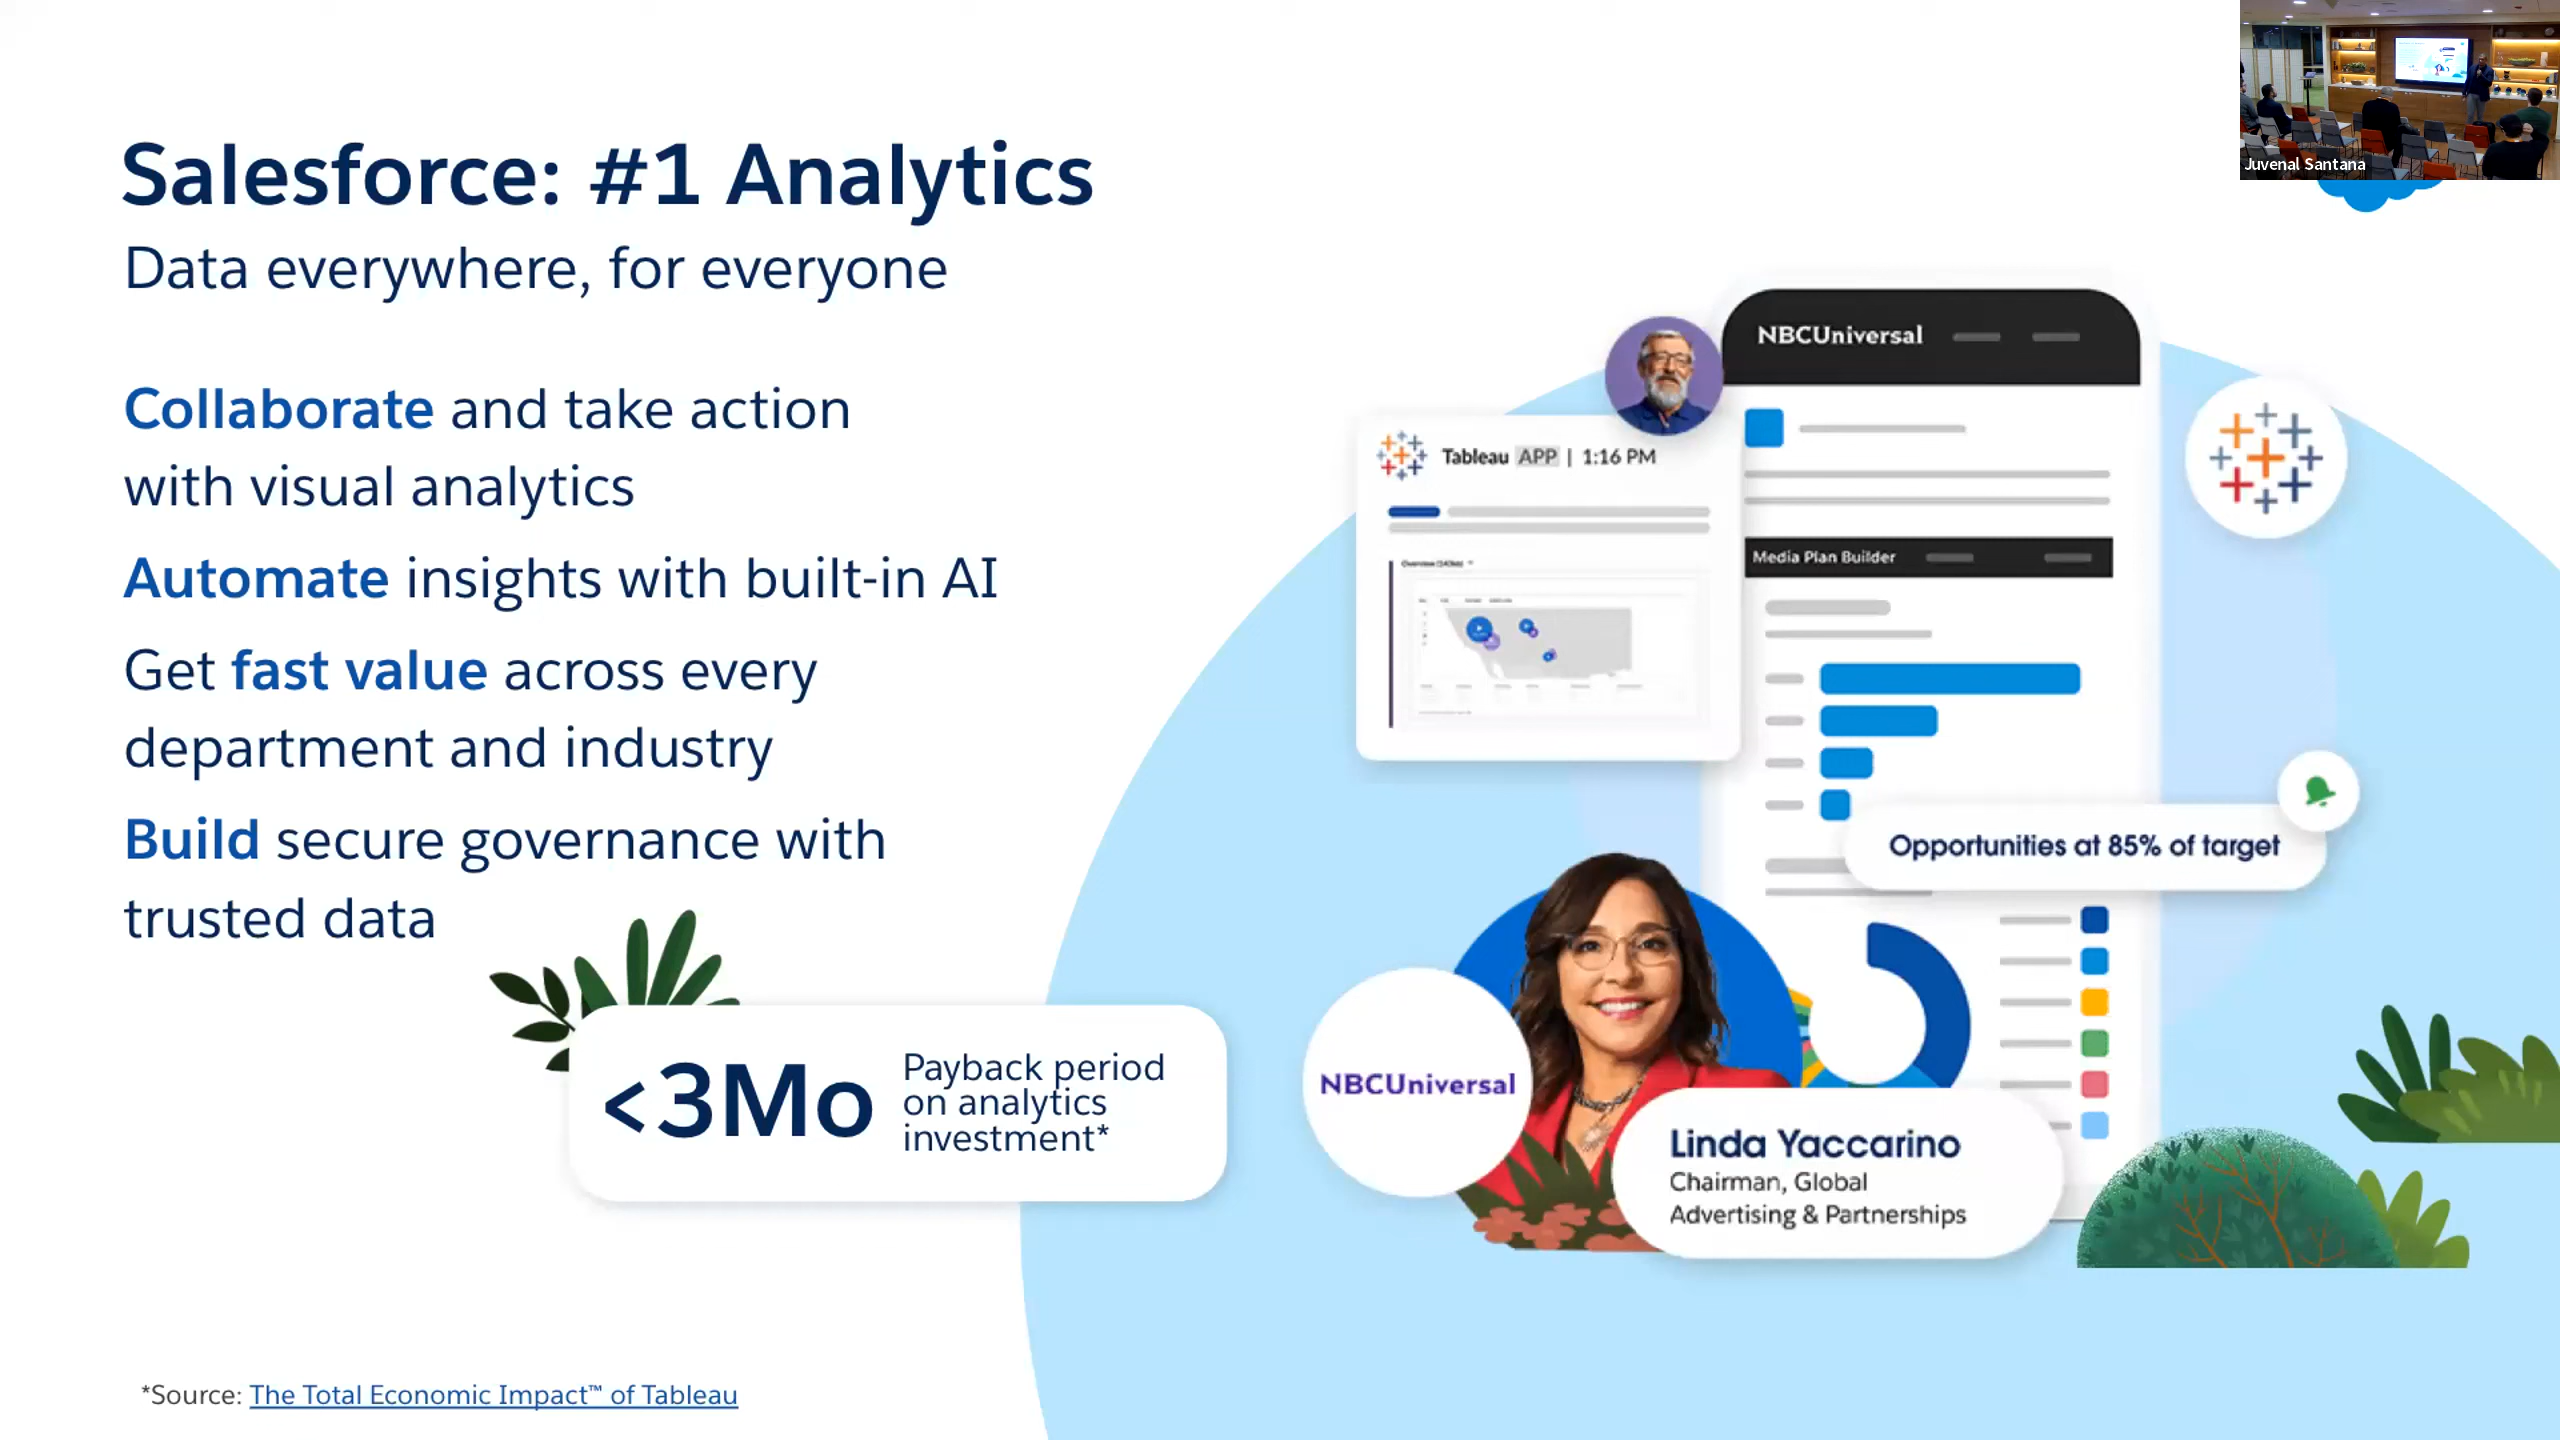 Juvenal Santana
Salesforce: #1 Analytics
Data everywhere, for everyone
Collaborate and take action
with visual analytics
Automate insights with built-in AI
Get fast value across every
department and industry
Build secure governance with
trusted data
<3Mo
Payback period
on analytics
investment*
*Source: The Total Economic Impact™ of Tableau
NBCUniversal
Tableau APP | 1:16 PM
Media Plan Builder
Opportunities at 85% of target
NBCUniversal
Linda Yaccarino
Chairman, Global
Advertising & Partnerships